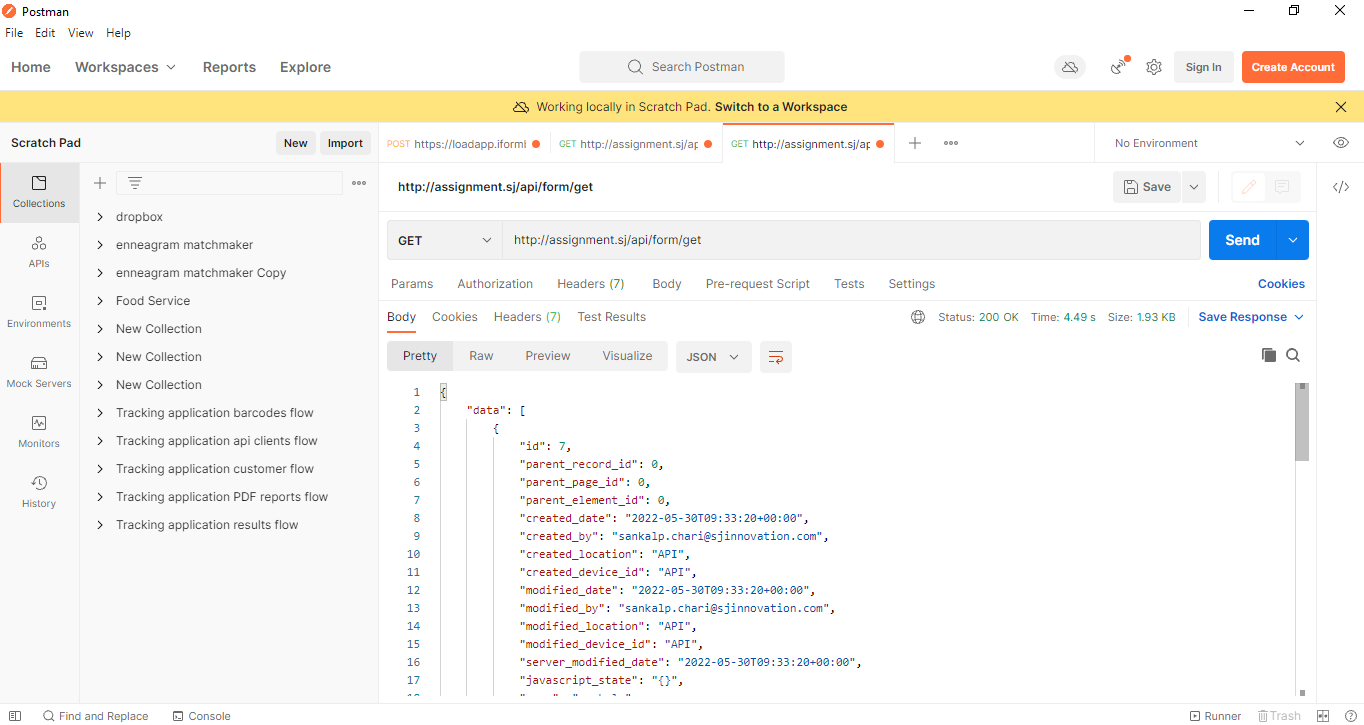 Postman
File Edit View Help
Home Workspaces Reports Explore Search Postman Sign In Create Account
Working locally in Scratch Pad. Switch to a Workspace
Scratch Pad New Import
POST https://loadapp.iforml GET http://assignment.sj/ap GET http://assignment.sj/ap No Environment
Collections
APIs
Environments
Mock Servers
Monitors
History
dropbox
enneagram matchmaker
enneagram matchmaker Copy
Food Service
New Collection
New Collection
New Collection
Tracking application barcodes flow
Tracking application api clients flow
Tracking application customer flow
Tracking application PDF reports flow
Tracking application results flow
http://assignment.sj/api/form/get Save
GET http://assignment.sj/api/form/get Send
Params Authorization Headers (7) Body Pre-request Script Tests Settings Cookies
Body Cookies Headers (7) Test Results Status: 200 OK Time: 4.49 s Size: 1.93 KB Save Response
Pretty Raw Preview Visualize JSON
1 {
2 "data": [
3 {
4 "id": 7,
5 "parent_record_id": 0,
6 "parent_page_id": 0,
7 "parent_element_id": 0,
8 "created_date": "2022-05-30T09:33:20+00:00",
9 "created_by": "sankalp.chari@sjinnovation.com",
10 "created_location": "API",
11 "created_device_id": "API",
12 "modified_date": "2022-05-30T09:33:20+00:00",
13 "modified_by": "sankalp.chari@sjinnovation.com",
14 "modified_location": "API",
15 "modified_device_id": "API",
16 "server_modified_date": "2022-05-30T09:33:20+00:00",
17 "javascript_state": "{}",
Find and Replace Console Runner Trash